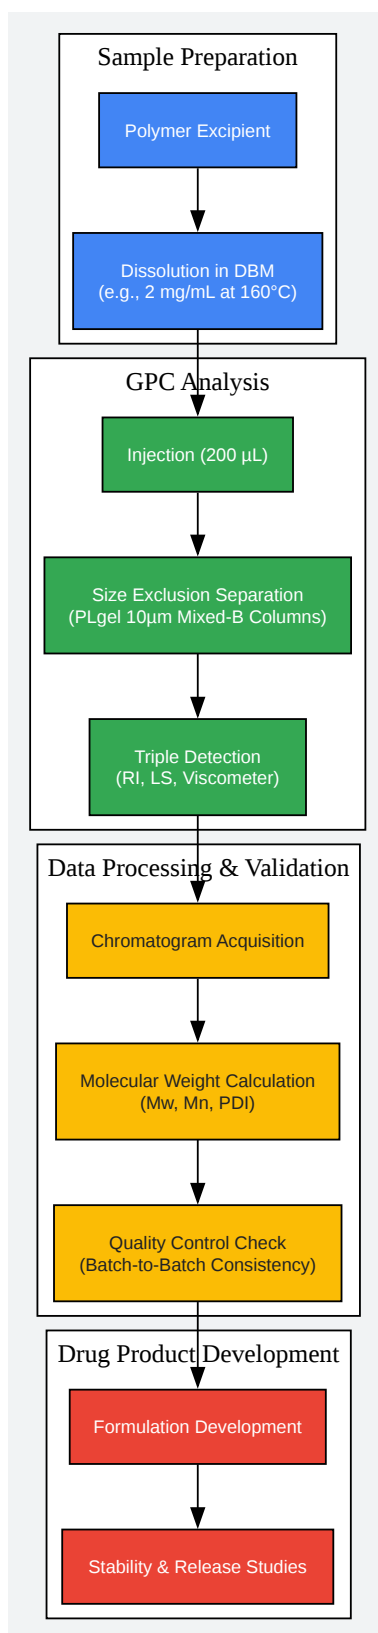 Sample Preparation
Polymer Excipient
Dissolution in DBM
(e.g., 2 mg/mL at 160°C)
GPC Analysis
Injection (200 µL)
Size Exclusion Separation
(PLgel 10µm Mixed-B Columns)
Triple Detection
(RI, LS, Viscometer)
Data Processing & Validation
Chromatogram Acquisition
Molecular Weight Calculation
(Mw, Mn, PDI)
Quality Control Check
(Batch-to-Batch Consistency)
Drug Product Development
Formulation Development
Stability & Release Studies